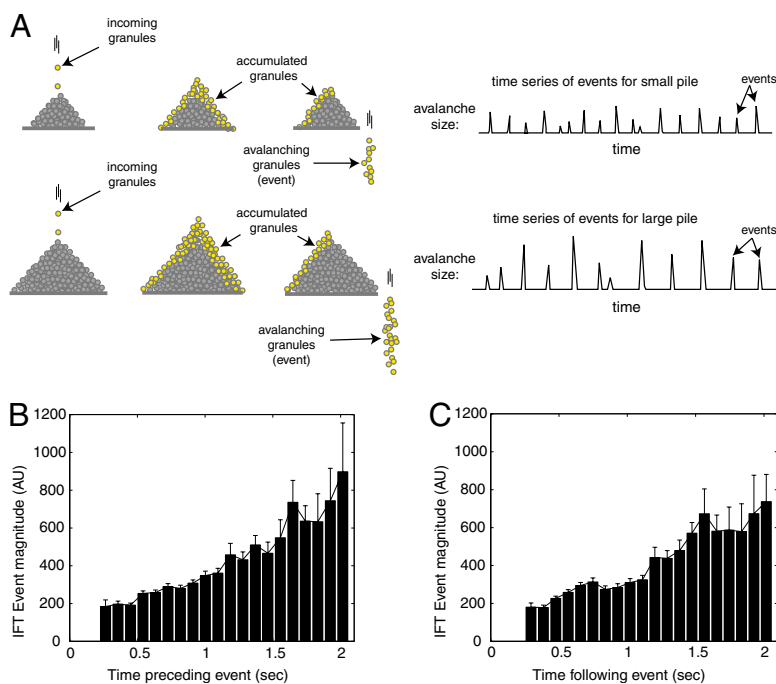 A
incoming
granules
accumulated
granules
avalanching
granules
(event)
time series of events for small pile
events
avalanche
size:
time
incoming
granules
accumulated
granules
avalanching
granules
(event)
time series of events for large pile
events
avalanche
size:
time
B
IFT Event magnitude (AU)
1200
1000
800
600
400
200
0
0 0.5 1 1.5 2
Time preceding event (sec)
C
IFT Event magnitude (AU)
1200
1000
800
600
400
200
0
0 0.5 1 1.5 2
Time following event (sec)